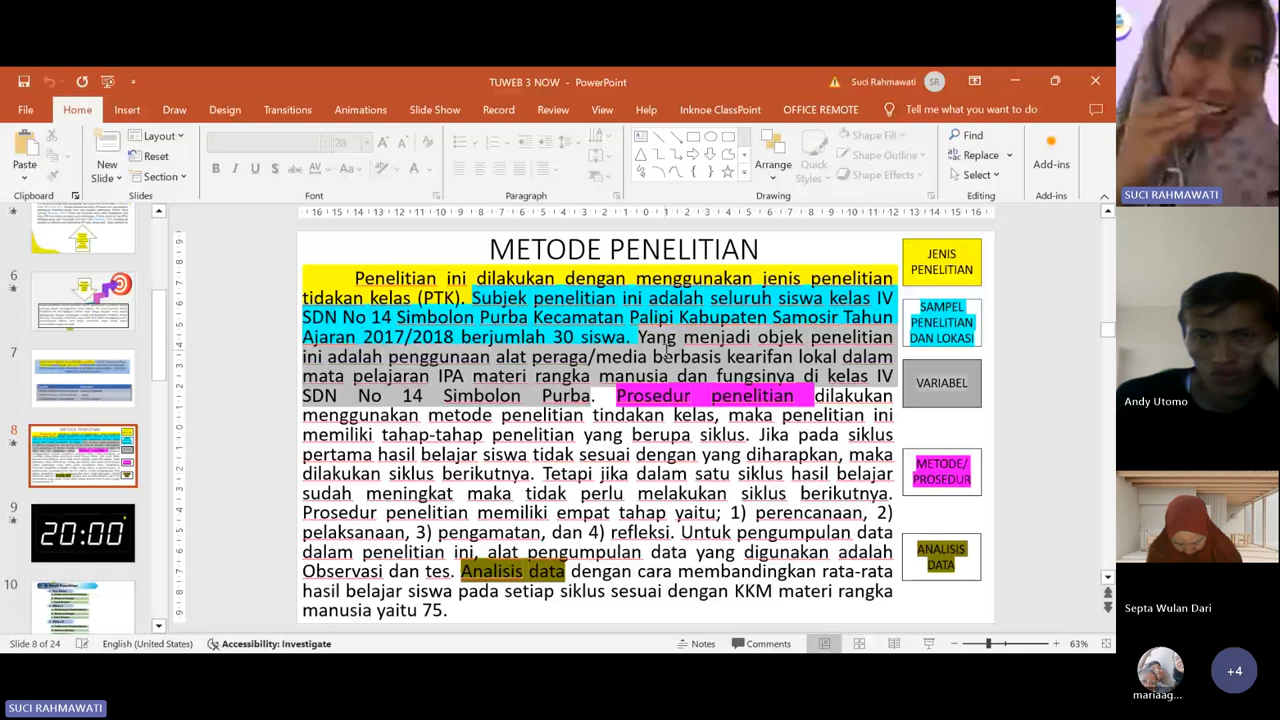 TUWEB 3 NOW - PowerPoint
Suci Rahmawati
SR
File Home Insert Draw Design Transitions Animations Slide Show Record Review View Help Inknoe ClassPoint OFFICE REMOTE Tell me what you want to do
Paste
Clipboard
New
Slide
Layout
Reset
Section
Slides
28
Font
Paragraph
Arrange
Quick
Styles
Shape Fill
Shape Outline
Shape Effects
Drawing
Find
Replace
Select
Editing
Add-ins
Add-ins
6
7
8
9
20:00
10
METODE PENELITIAN
Penelitian ini dilakukan dengan menggunakan jenis penelitian
tidakan kelas (PTK). Subjek penelitian ini adalah seluruh siswa kelas IV
SDN No 14 Simbolon Purba Kecamatan Palipi Kabupaten Samosir Tahun
Ajaran 2017/2018 berjumlah 30 siswa. Yang menjadi objek penelitian
ini adalah penggunaan alat peraga/media berbasis kearifan lokal dalam
mata pelajaran IPA materi rangka manusia dan fungsinya di kelas IV
SDN No 14 Simbolon Purba. Prosedur penelitian dilakukan
menggunakan metode penelitian tindakan kelas, maka penelitian ini
memiliki tahap-tahap penelitian yang berupa siklus. Jika pada siklus
pertama hasil belajar siswa tidak sesuai dengan yang diharapkan, maka
dilakukan siklus berikutnya. Tetapi jika dalam satu siklus hasil belajar
sudah meningkat maka tidak perlu melakukan siklus berikutnya.
Prosedur penelitian memiliki empat tahap yaitu; 1) perencanaan, 2)
pelaksanaan, 3) pengamatan, dan 4) refleksi. Untuk pengumpulan data
dalam penelitian ini, alat pengumpulan data yang digunakan adalah
Observasi dan tes. Analisis data dengan cara membandingkan rata-rata
hasil belajar siswa pada setiap siklus sesuai dengan KKM materi rangka
manusia yaitu 75.
JENIS
PENELITIAN
SAMPEL
PENELITIAN
DAN LOKASI
VARIABEL
METODE/
PROSEDUR
ANALISIS
DATA
Slide 8 of 24 English (United States) Accessibility: Investigate Notes Comments 63%
SUCI RAHMAWATI
SUCI RAHMAWATI
Andy Utomo
Septa Wulan Dari
mariaag...
+4